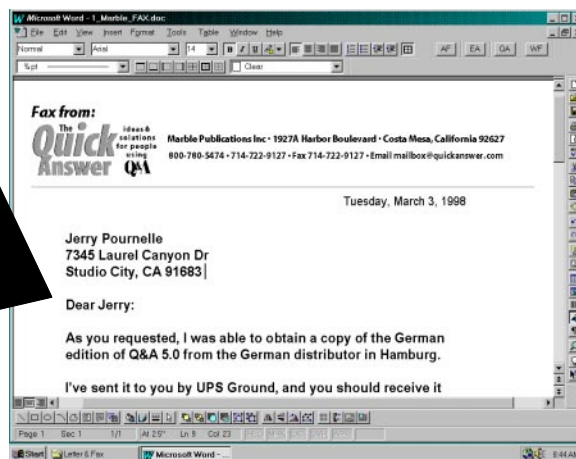 Microsoft Word - 1_Marble_FAX.doc
File Edit View Insert Format Tools Table Window Help
Normal Arial 14 B I U AF EA QA WF
¾ pt Clear
Fax from:
The Quick Answer
ideas &
solutions
for people
using
Q&A
Marble Publications Inc • 1927A Harbor Boulevard • Costa Mesa, California 92627
800-780-5474 • 714-722-9127 • Fax 714-722-9127 • Email mailbox@quickanswer.com
Tuesday, March 3, 1998
Jerry Pournelle
7345 Laurel Canyon Dr
Studio City, CA 91683
Dear Jerry:
As you requested, I was able to obtain a copy of the German
edition of Q&A 5.0 from the German distributor in Hamburg.
I've sent it to you by UPS Ground, and you should receive it
Page 1 Sec 1 1/1 At 2.5" Ln 9 Col 23
Start Letter & Fax Microsoft Word - ... 8:44 AM